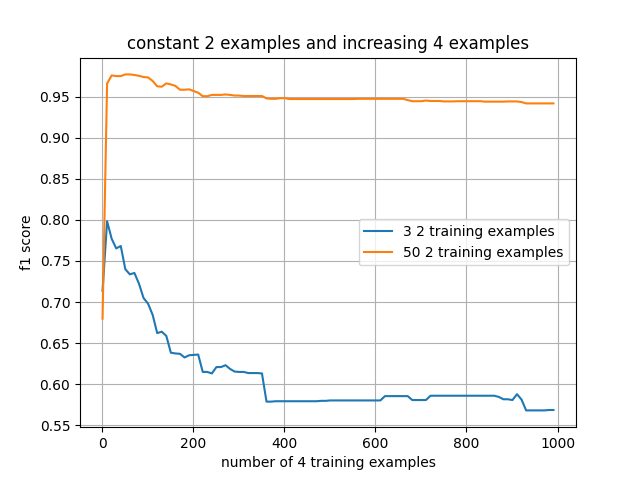 constant 2 examples and increasing 4 examples
f1 score
0.95
0.90
0.85
0.80
0.75
0.70
0.65
0.60
0.55
3 2 training examples
50 2 training examples
0 200 400 600 800 1000
number of 4 training examples